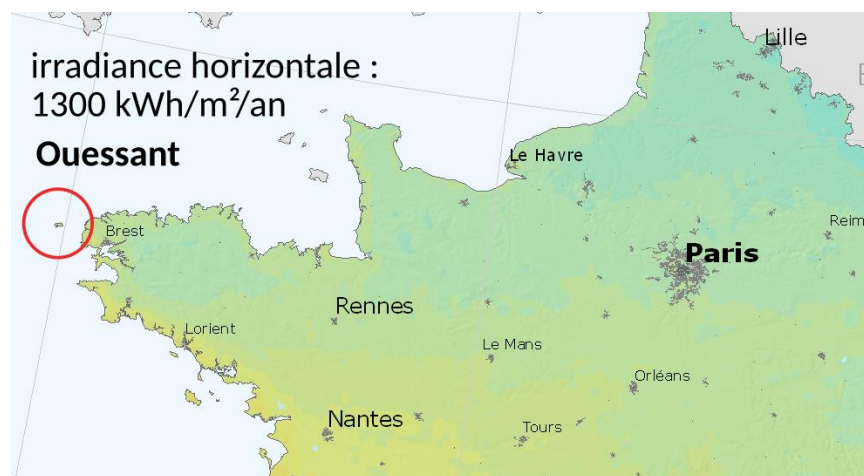 irradiance horizontale :
1300 kWh/m²/an
Ouessant
Lille
Le Havre
Reim
Brest
Paris
Rennes
Lorient
Le Mans
Orléans
Nantes
Tours